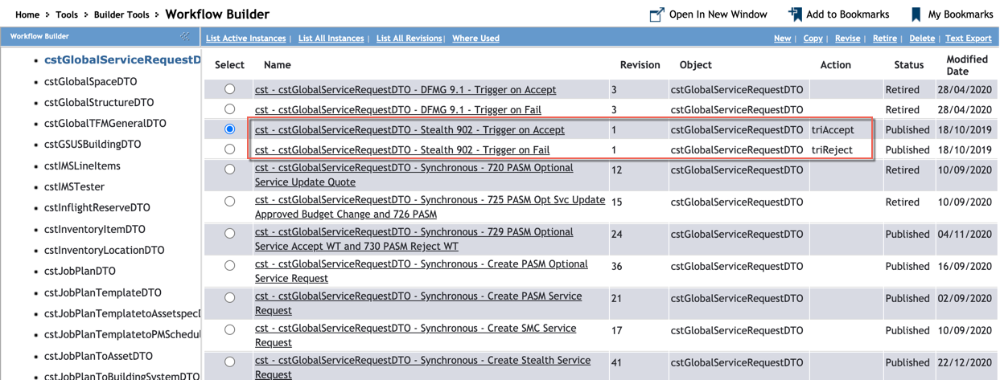 Home > Tools > Builder Tools > Workflow Builder
Open In New Window Add to Bookmarks My Bookmarks
Workflow Builder
List Active Instances | List All Instances | List All Revisions | Where Used
New | Copy | Revise | Retire | Delete | Text Export
cstGlobalServiceRequestD
cstGlobalSpaceDTO
cstGlobalStructureDTO
cstGlobalTFMGeneralDTO
cstGSUSBuildingDTO
cstIMSLineItems
cstIMSTester
cstInflightReserveDTO
cstInventoryItemDTO
cstInventoryLocationDTO
cstJobPlanDTO
cstJobPlanTemplateDTO
cstJobPlanTemplatetoAssetspec
cstJobPlanTemplatetoPMSchedul
cstJobPlanToAssetDTO
cstJobPlanToBuildingSystemDTO
Select Name Revision Object Action Status Modified
Date
cst - cstGlobalServiceRequestDTO - DFMG 9.1 - Trigger on Accept 3 cstGlobalServiceRequestDTO Retired 28/04/2020
cst - cstGlobalServiceRequestDTO - DFMG 9.1 - Trigger on Fail 3 cstGlobalServiceRequestDTO Retired 28/04/2020
cst - cstGlobalServiceRequestDTO - Stealth 902 - Trigger on Accept 1 cstGlobalServiceRequestDTO triAccept Published 18/10/2019
cst - cstGlobalServiceRequestDTO - Stealth 902 - Trigger on Fail 1 cstGlobalServiceRequestDTO triReject Published 18/10/2019
cst - cstGlobalServiceRequestDTO - Synchronous - 720 PASM Optional 12 cstGlobalServiceRequestDTO Retired 10/09/2020
Service Update Quote
cst - cstGlobalServiceRequestDTO - Synchronous - 725 PASM Opt Svc Update 15 cstGlobalServiceRequestDTO Retired 10/09/2020
Approved Budget Change and 726 PASM
cst - cstGlobalServiceRequestDTO - Synchronous - 729 PASM Optional 24 cstGlobalServiceRequestDTO Published 04/11/2020
Service Accept WT and 730 PASM Reject WT
cst - cstGlobalServiceRequestDTO - Synchronous - Create PASM Optional 36 cstGlobalServiceRequestDTO Published 16/09/2020
Service Request
cst - cstGlobalServiceRequestDTO - Synchronous - Create PASM Service 21 cstGlobalServiceRequestDTO Published 02/09/2020
Request
cst - cstGlobalServiceRequestDTO - Synchronous - Create SMC Service 17 cstGlobalServiceRequestDTO Published 10/09/2020
Request
cst - cstGlobalServiceRequestDTO - Synchronous - Create Stealth Service 41 cstGlobalServiceRequestDTO Published 22/12/2020
Request